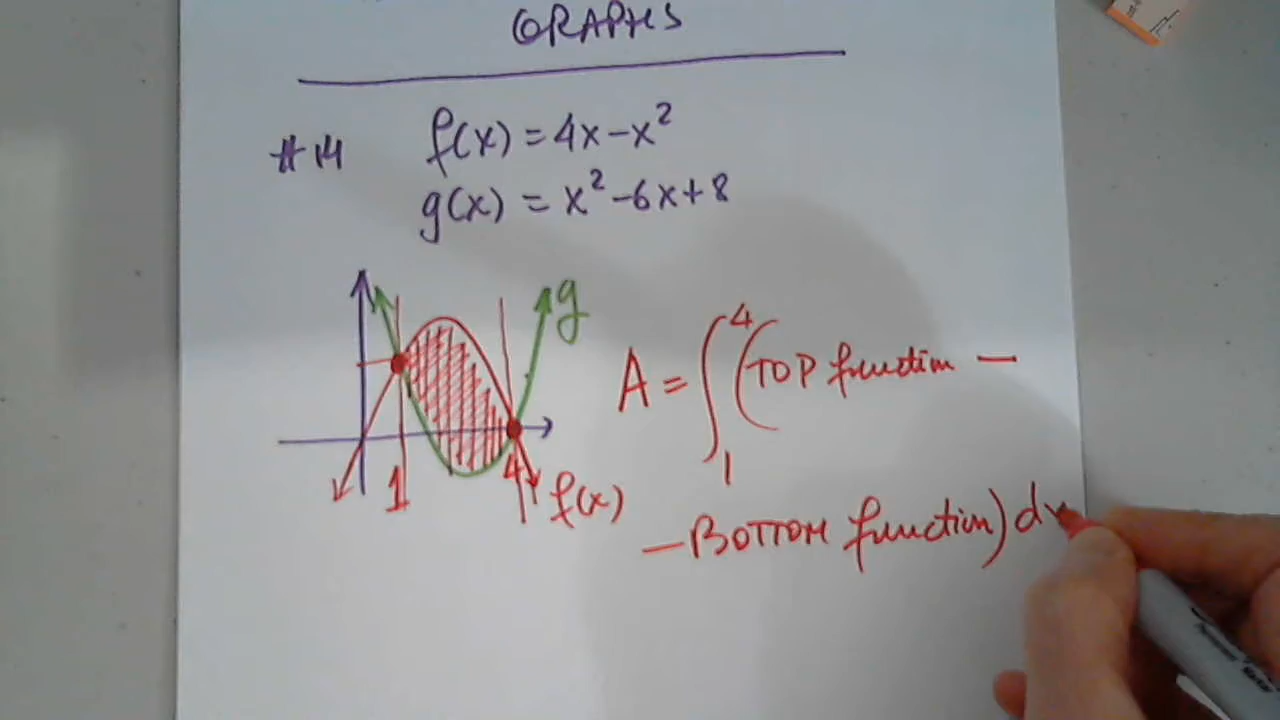 GRAPHS
#14 f(x) = 4x-x²
g(x) = x²-6x+8
g
A = ∫₁⁴ (TOP function —
1 4 f(x)
— BOTTOM function) dx